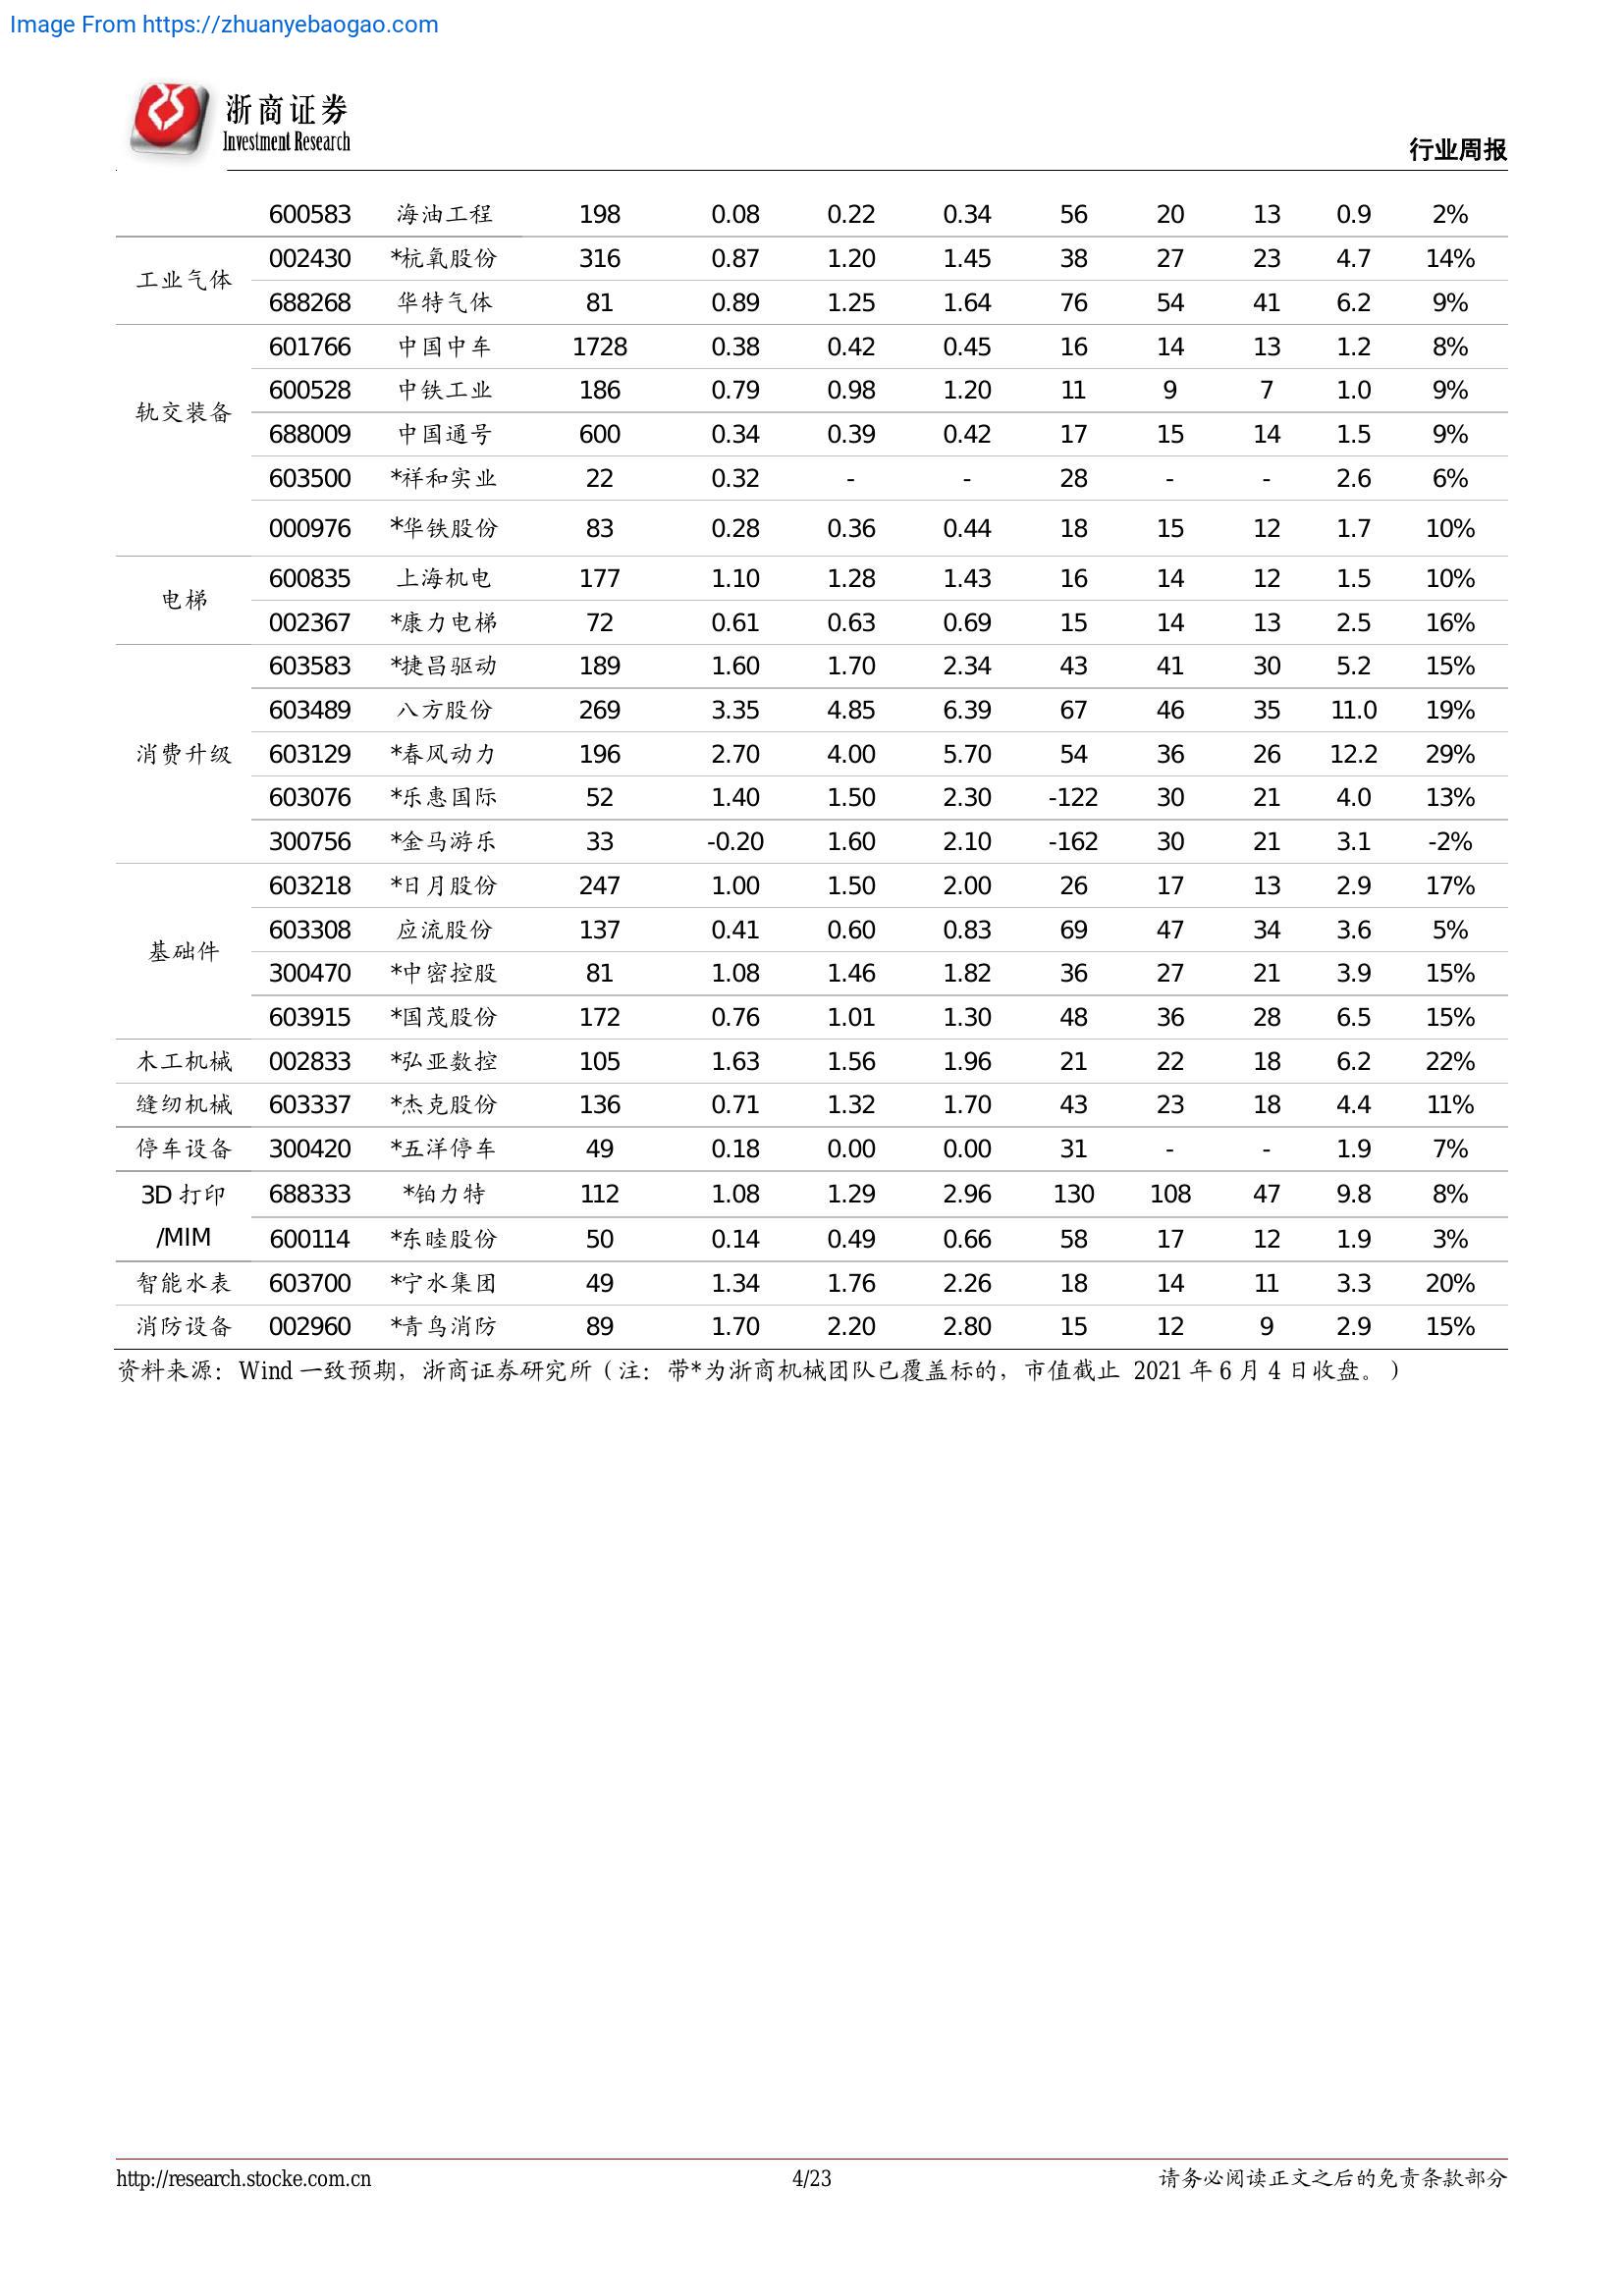 Image From https://zhuanyebaogao.com
浙商证券
Investment Research
行业周报
600583 海油工程 198 0.08 0.22 0.34 56 20 13 0.9 2%
工业气体 002430 *杭氧股份 316 0.87 1.20 1.45 38 27 23 4.7 14%
688268 华特气体 81 0.89 1.25 1.64 76 54 41 6.2 9%
轨交装备 601766 中国中车 1728 0.38 0.42 0.45 16 14 13 1.2 8%
600528 中铁工业 186 0.79 0.98 1.20 11 9 7 1.0 9%
688009 中国通号 600 0.34 0.39 0.42 17 15 14 1.5 9%
603500 *祥和实业 22 0.32 - - 28 - - 2.6 6%
000976 *华铁股份 83 0.28 0.36 0.44 18 15 12 1.7 10%
电梯 600835 上海机电 177 1.10 1.28 1.43 16 14 12 1.5 10%
002367 *康力电梯 72 0.61 0.63 0.69 15 14 13 2.5 16%
消费升级 603583 *捷昌驱动 189 1.60 1.70 2.34 43 41 30 5.2 15%
603489 八方股份 269 3.35 4.85 6.39 67 46 35 11.0 19%
603129 *春风动力 196 2.70 4.00 5.70 54 36 26 12.2 29%
603076 *乐惠国际 52 1.40 1.50 2.30 -122 30 21 4.0 13%
300756 *金马游乐 33 -0.20 1.60 2.10 -162 30 21 3.1 -2%
基础件 603218 *日月股份 247 1.00 1.50 2.00 26 17 13 2.9 17%
603308 应流股份 137 0.41 0.60 0.83 69 47 34 3.6 5%
300470 *中密控股 81 1.08 1.46 1.82 36 27 21 3.9 15%
603915 *国茂股份 172 0.76 1.01 1.30 48 36 28 6.5 15%
木工机械 002833 *弘亚数控 105 1.63 1.56 1.96 21 22 18 6.2 22%
缝纫机械 603337 *杰克股份 136 0.71 1.32 1.70 43 23 18 4.4 11%
停车设备 300420 *五洋停车 49 0.18 0.00 0.00 31 - - 1.9 7%
3D 打印 688333 *铂力特 112 1.08 1.29 2.96 130 108 47 9.8 8%
/MIM 600114 *东睦股份 50 0.14 0.49 0.66 58 17 12 1.9 3%
智能水表 603700 *宁水集团 49 1.34 1.76 2.26 18 14 11 3.3 20%
消防设备 002960 *青鸟消防 89 1.70 2.20 2.80 15 12 9 2.9 15%
资料来源：Wind 一致预期，浙商证券研究所（注：带*为浙商机械团队已覆盖标的，市值截止 2021 年 6 月 4 日收盘。）
http://research.stocke.com.cn 4/23 请务必阅读正文之后的免责条款部分